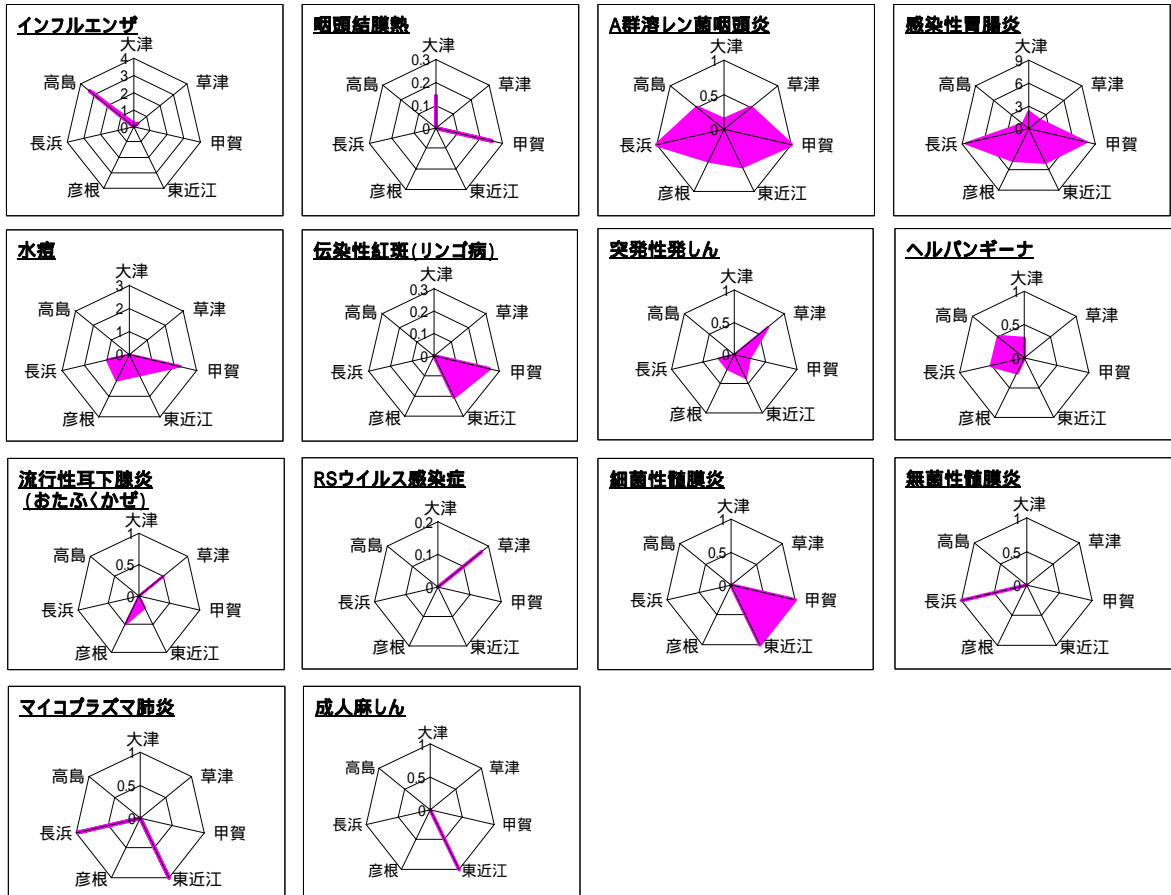 インフルエンザ
大津
4
3
2
1
0
草津
甲賀
東近江
彦根
長浜
高島
咽頭結膜熱
大津
0.3
0.2
0.1
0
草津
甲賀
東近江
彦根
長浜
高島
A群溶レン菌咽頭炎
大津
1
0.5
0
草津
甲賀
東近江
彦根
長浜
高島
感染性胃腸炎
大津
9
6
3
0
草津
甲賀
東近江
彦根
長浜
高島
水痘
大津
3
2
1
0
草津
甲賀
東近江
彦根
長浜
高島
伝染性紅斑(リンゴ病)
大津
0.3
0.2
0.1
0
草津
甲賀
東近江
彦根
長浜
高島
突発性発しん
大津
1
0.5
0
草津
甲賀
東近江
彦根
長浜
高島
ヘルパンギーナ
大津
1
0.5
0
草津
甲賀
東近江
彦根
長浜
高島
流行性耳下腺炎
(おたふくかぜ)
大津
1
0.5
0
草津
甲賀
東近江
彦根
長浜
高島
RSウイルス感染症
大津
0.2
0.1
0
草津
甲賀
東近江
彦根
長浜
高島
細菌性髄膜炎
大津
1
0.5
0
草津
甲賀
東近江
彦根
長浜
高島
無菌性髄膜炎
大津
1
0.5
0
草津
甲賀
東近江
彦根
長浜
高島
マイコプラズマ肺炎
大津
1
0.5
0
草津
甲賀
東近江
彦根
長浜
高島
成人麻しん
大津
1
0.5
0
草津
甲賀
東近江
彦根
長浜
高島